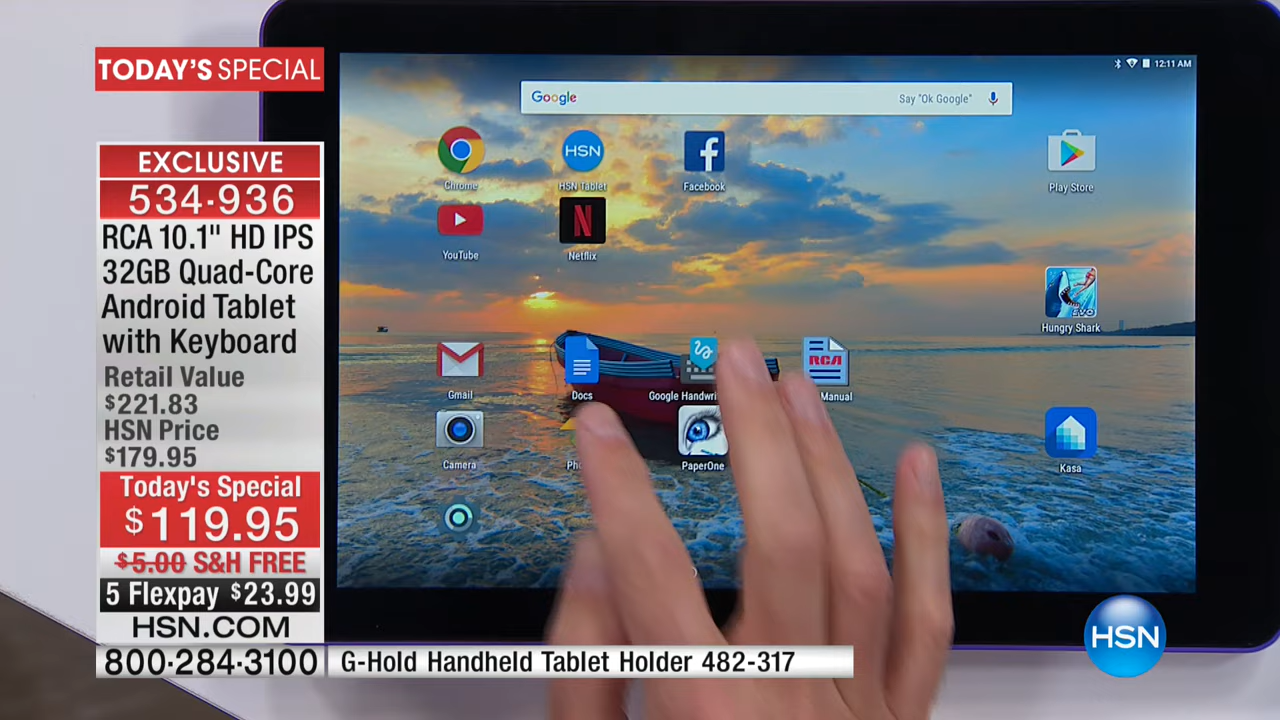 TODAY'S SPECIAL
EXCLUSIVE
534-936
RCA 10.1" HD IPS
32GB Quad-Core
Android Tablet
with Keyboard
Retail Value
$221.83
HSN Price
$179.95
Today's Special
$119.95
$5.00 S&H FREE
5 Flexpay $23.99
HSN.COM
800-284-3100
G-Hold Handheld Tablet Holder 482-317
12:11 AM
Google
Say "Ok Google"
HSN
Chrome
HSN Tablet
Facebook
Play Store
N
YouTube
Netflix
EVO
Hungry Shark
RCA
Gmail
Docs
Google Handwri
Manual
Camera
Pho
PaperOne
Kasa
HSN